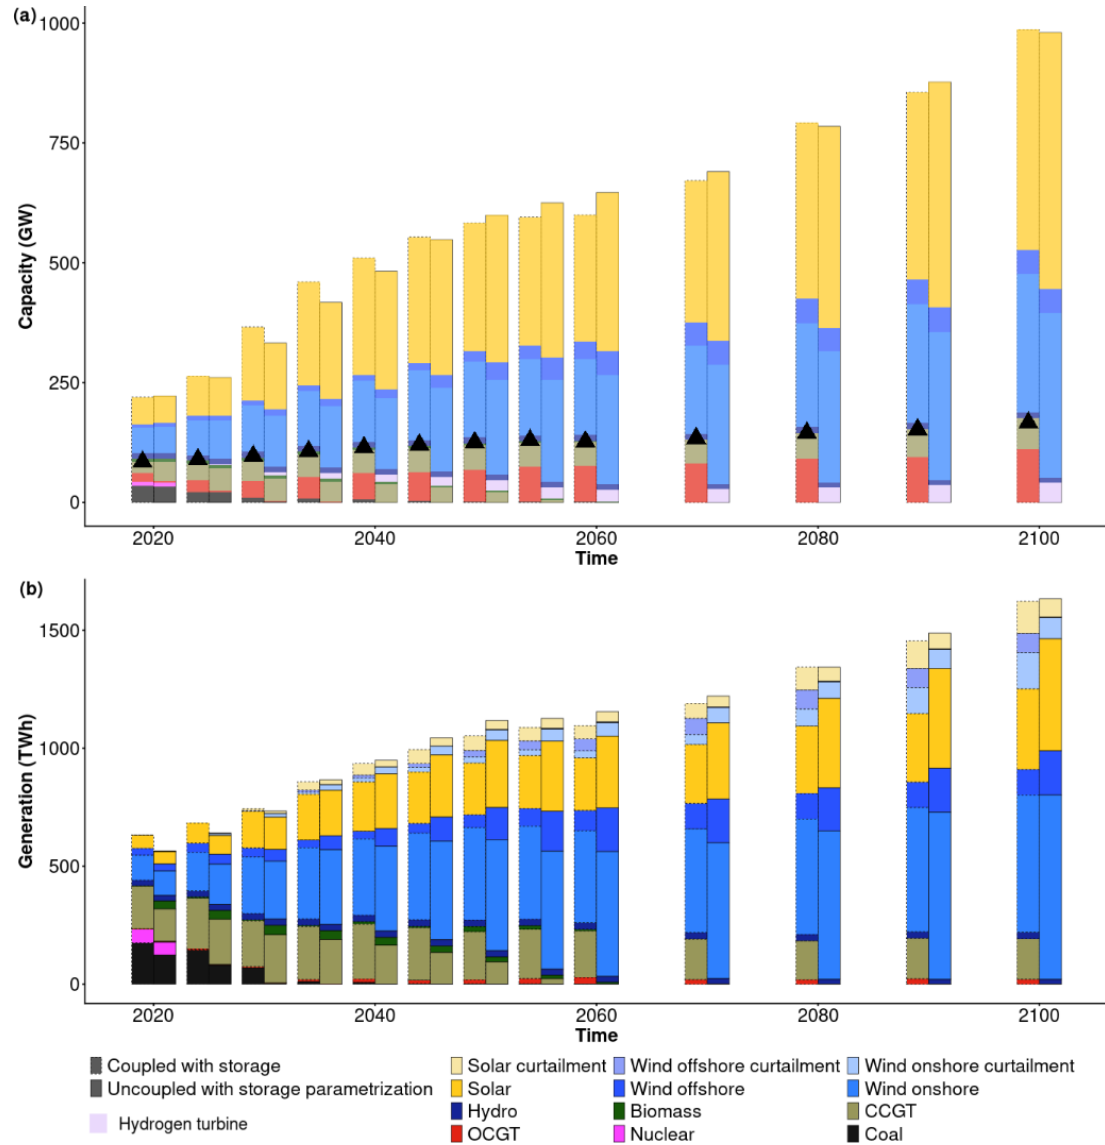 (a)
1000
750
500
250
0
Capacity (GW)
2020 2040 2060 2080 2100
Time
(b)
1500
1000
500
0
Generation (TWh)
2020 2040 2060 2080 2100
Time
Coupled with storage
Uncoupled with storage parametrization
Hydrogen turbine
Solar curtailment Wind offshore curtailment Wind onshore curtailment
Solar Wind offshore Wind onshore
Hydro Biomass CCGT
OCGT Nuclear Coal